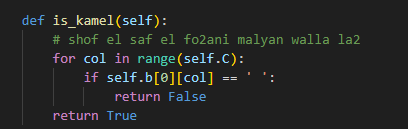 def is_kamel(self):
    # shof el saf el fo2ani malyan walla la2
    for col in range(self.C):
        if self.b[0][col] == ' ':
            return False
    return True